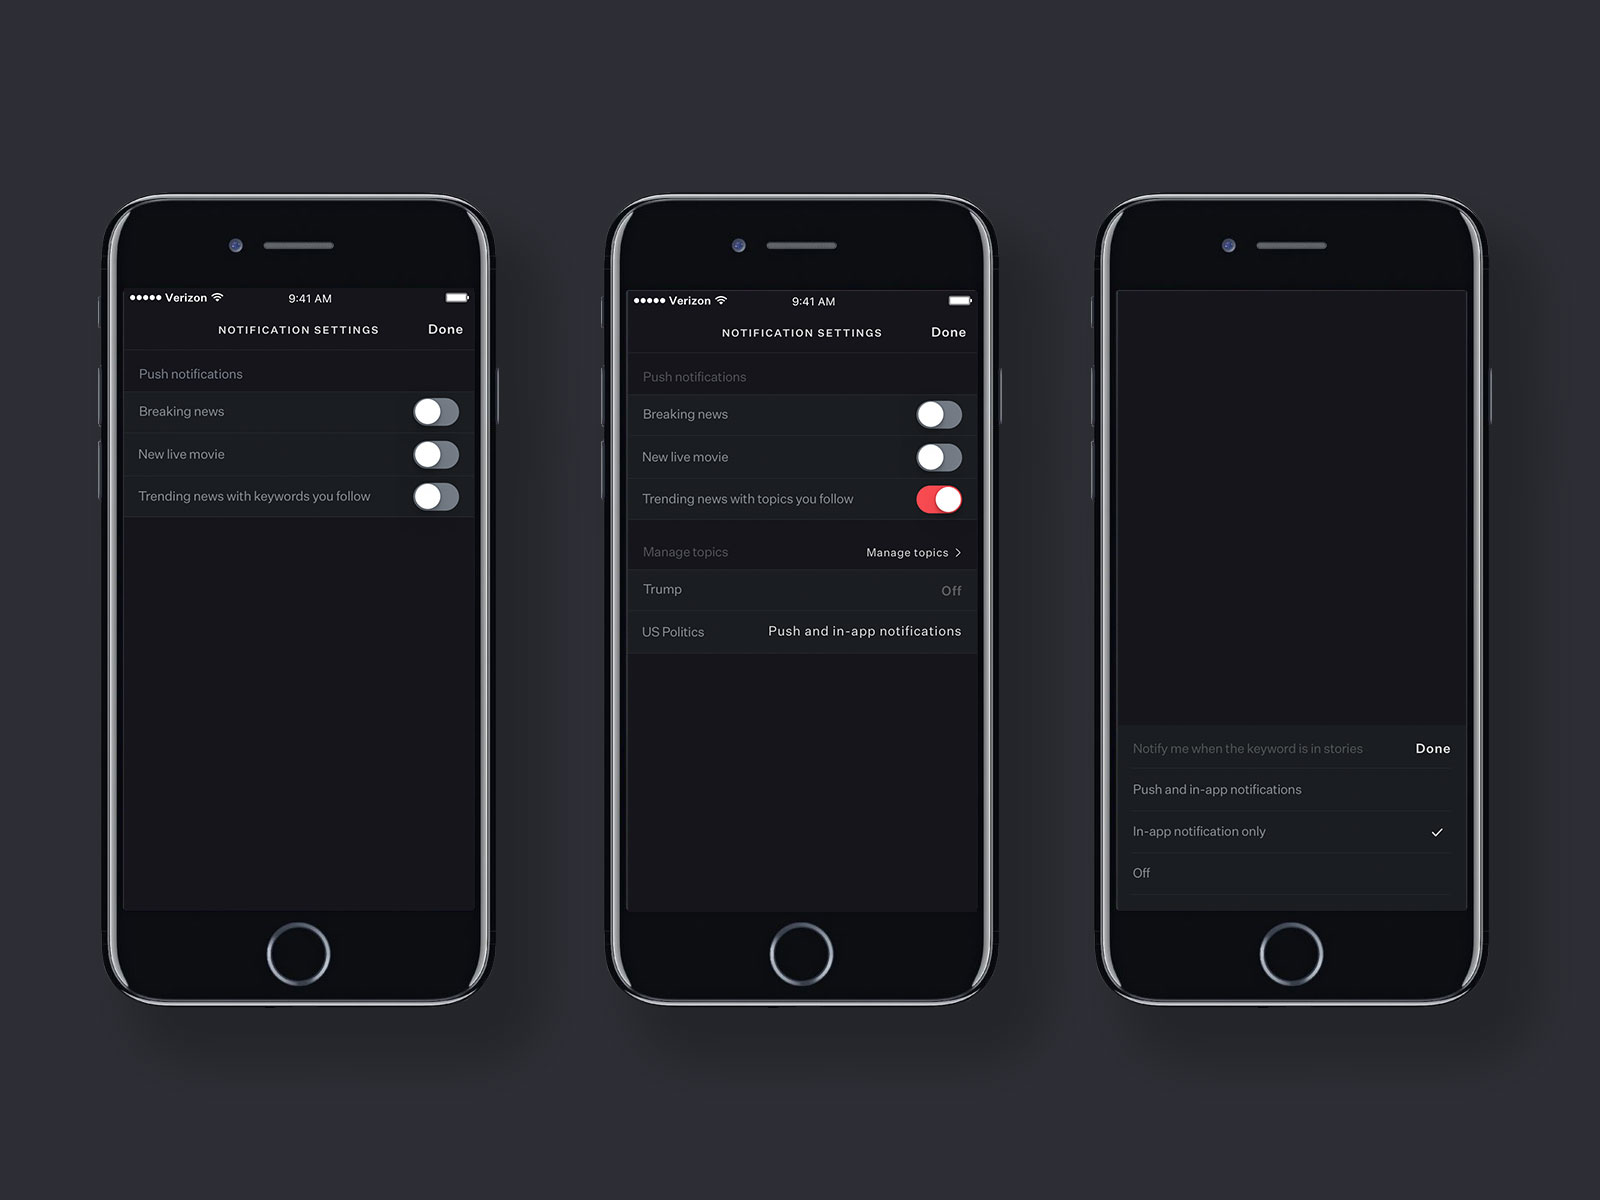 Verizon 9:41 AM
NOTIFICATION SETTINGS Done
Push notifications
Breaking news
New live movie
Trending news with keywords you follow
Verizon 9:41 AM
NOTIFICATION SETTINGS Done
Push notifications
Breaking news
New live movie
Trending news with topics you follow
Manage topics Manage topics >
Trump Off
US Politics Push and in-app notifications
Notify me when the keyword is in stories Done
Push and in-app notifications
In-app notification only
Off